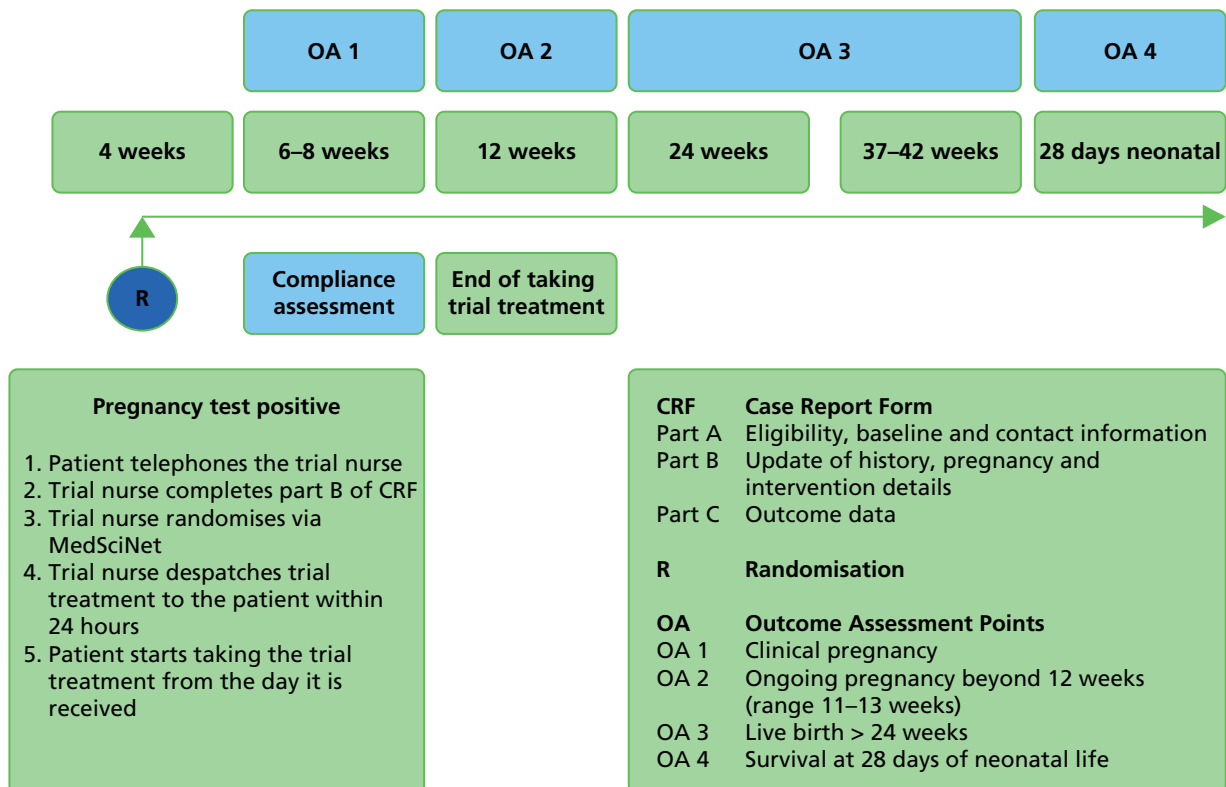 OA 1
OA 2
OA 3
OA 4
4 weeks
6–8 weeks
12 weeks
24 weeks
37–42 weeks
28 days neonatal
R
Compliance
assessment
End of taking
trial treatment
Pregnancy test positive
1. Patient telephones the trial nurse
2. Trial nurse completes part B of CRF
3. Trial nurse randomises via
MedSciNet
4. Trial nurse despatches trial
treatment to the patient within
24 hours
5. Patient starts taking the trial
treatment from the day it is
received
CRF Case Report Form
Part A Eligibility, baseline and contact information
Part B Update of history, pregnancy and
intervention details
Part C Outcome data
R Randomisation
OA Outcome Assessment Points
OA 1 Clinical pregnancy
OA 2 Ongoing pregnancy beyond 12 weeks
(range 11–13 weeks)
OA 3 Live birth > 24 weeks
OA 4 Survival at 28 days of neonatal life